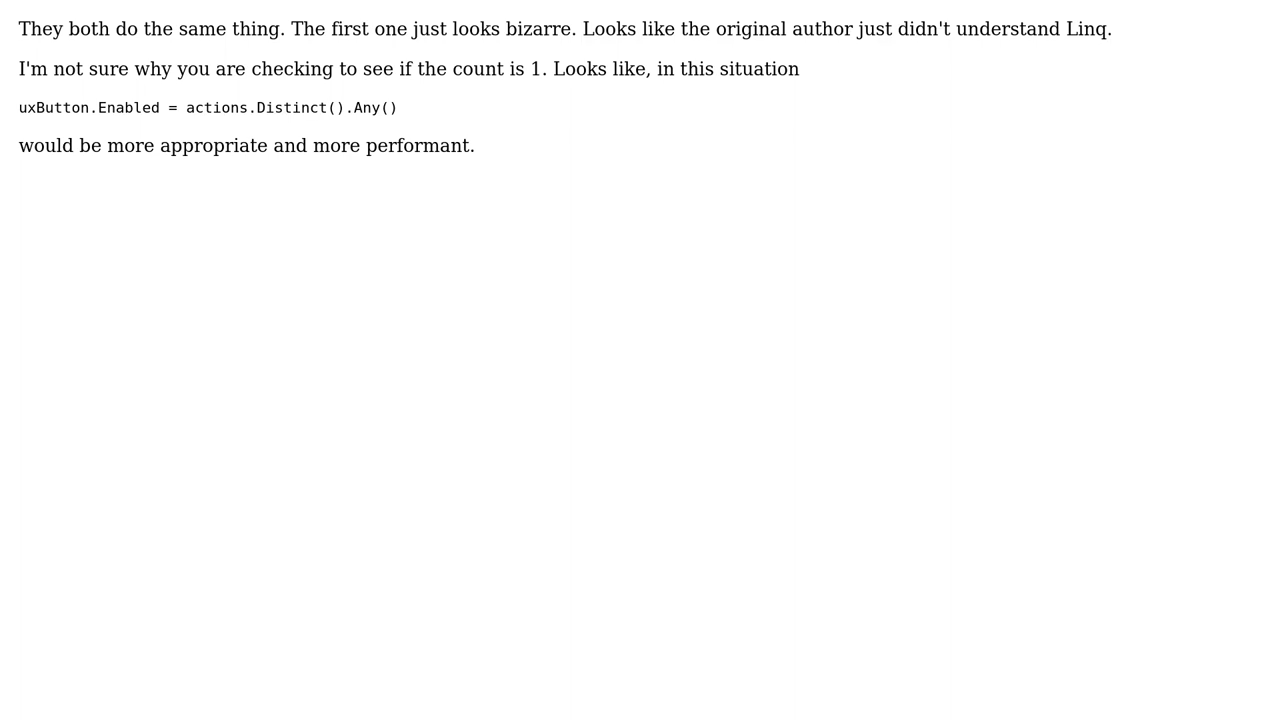 They both do the same thing. The first one just looks bizarre. Looks like the original author just didn't understand Linq.
I'm not sure why you are checking to see if the count is 1. Looks like, in this situation
uxButton.Enabled = actions.Distinct().Any()
would be more appropriate and more performant.